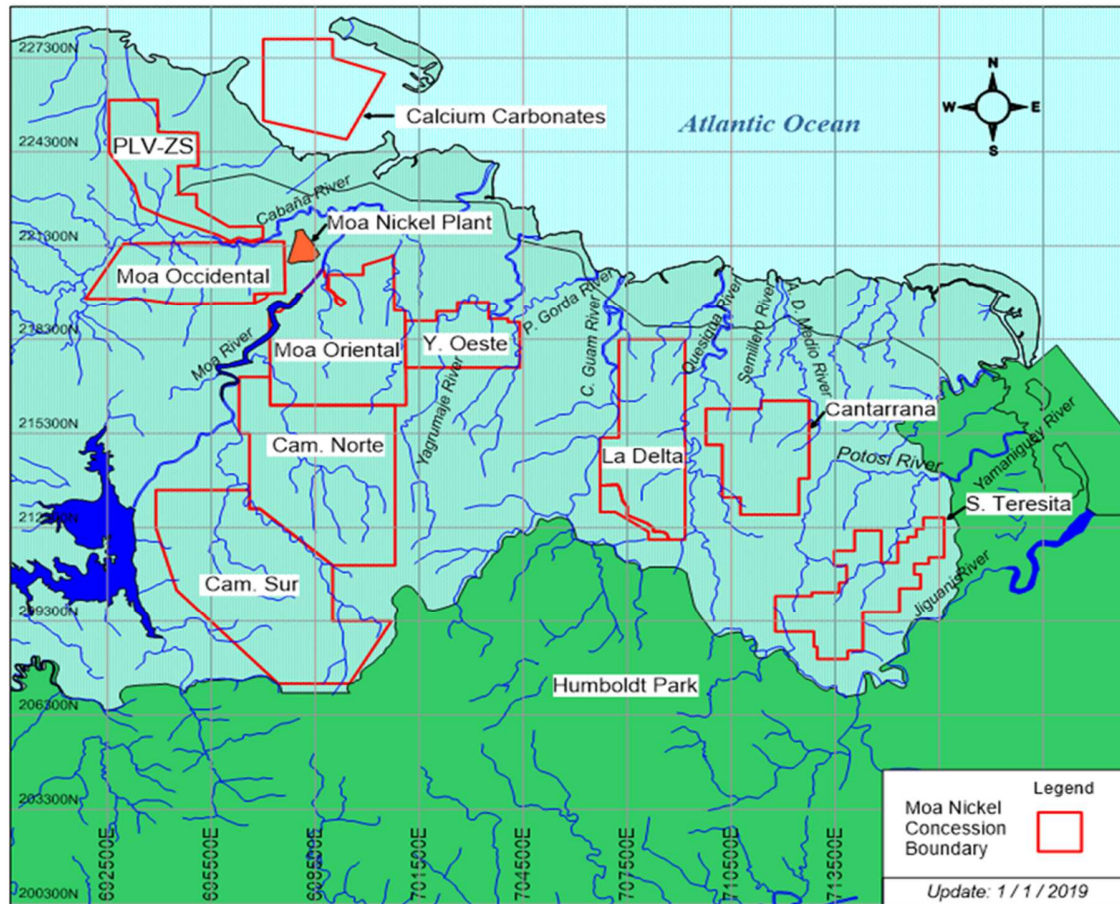 227300N
Calcium Carbonates
Atlantic Ocean
N
W
E
S
224300N
PLV-ZS
Cabaña River
Moa Nickel Plant
221300N
Moa Occidental
P. Gorda River
C. Guam River
Quesigua River
Semillero River
A. D. Medio River
218300N
Moa River
Moa Oriental
Y. Oeste
Yagrumaje River
215300N
Cam. Norte
La Delta
Cantarrana
Potosí River
Yamaniguey River
S. Teresita
212300N
Cam. Sur
Jiguanis River
209300N
Humboldt Park
206300N
203300N
200300N
692500E
695500E
698500E
701500E
704500E
707500E
710500E
713500E
Legend
Moa Nickel
Concession
Boundary
Update: 1 / 1 / 2019